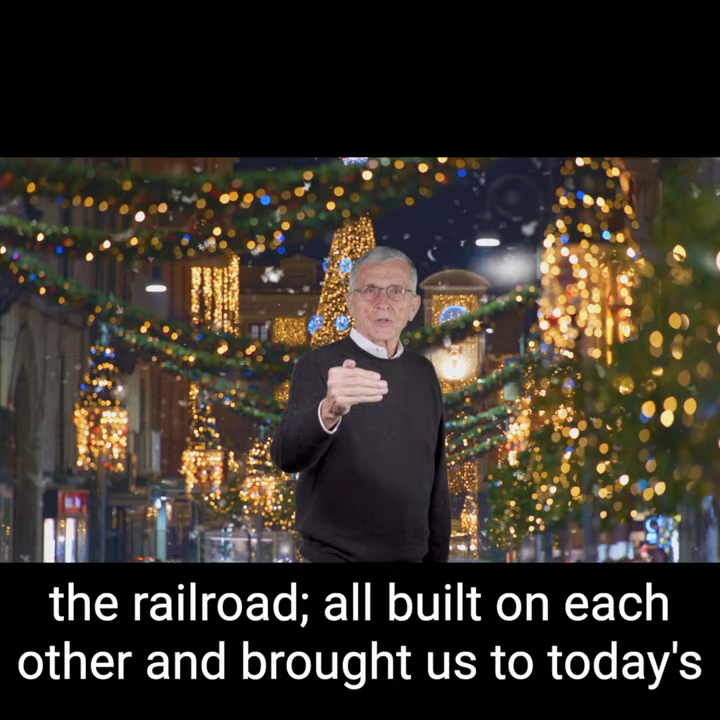 the railroad; all built on each
other and brought us to today's